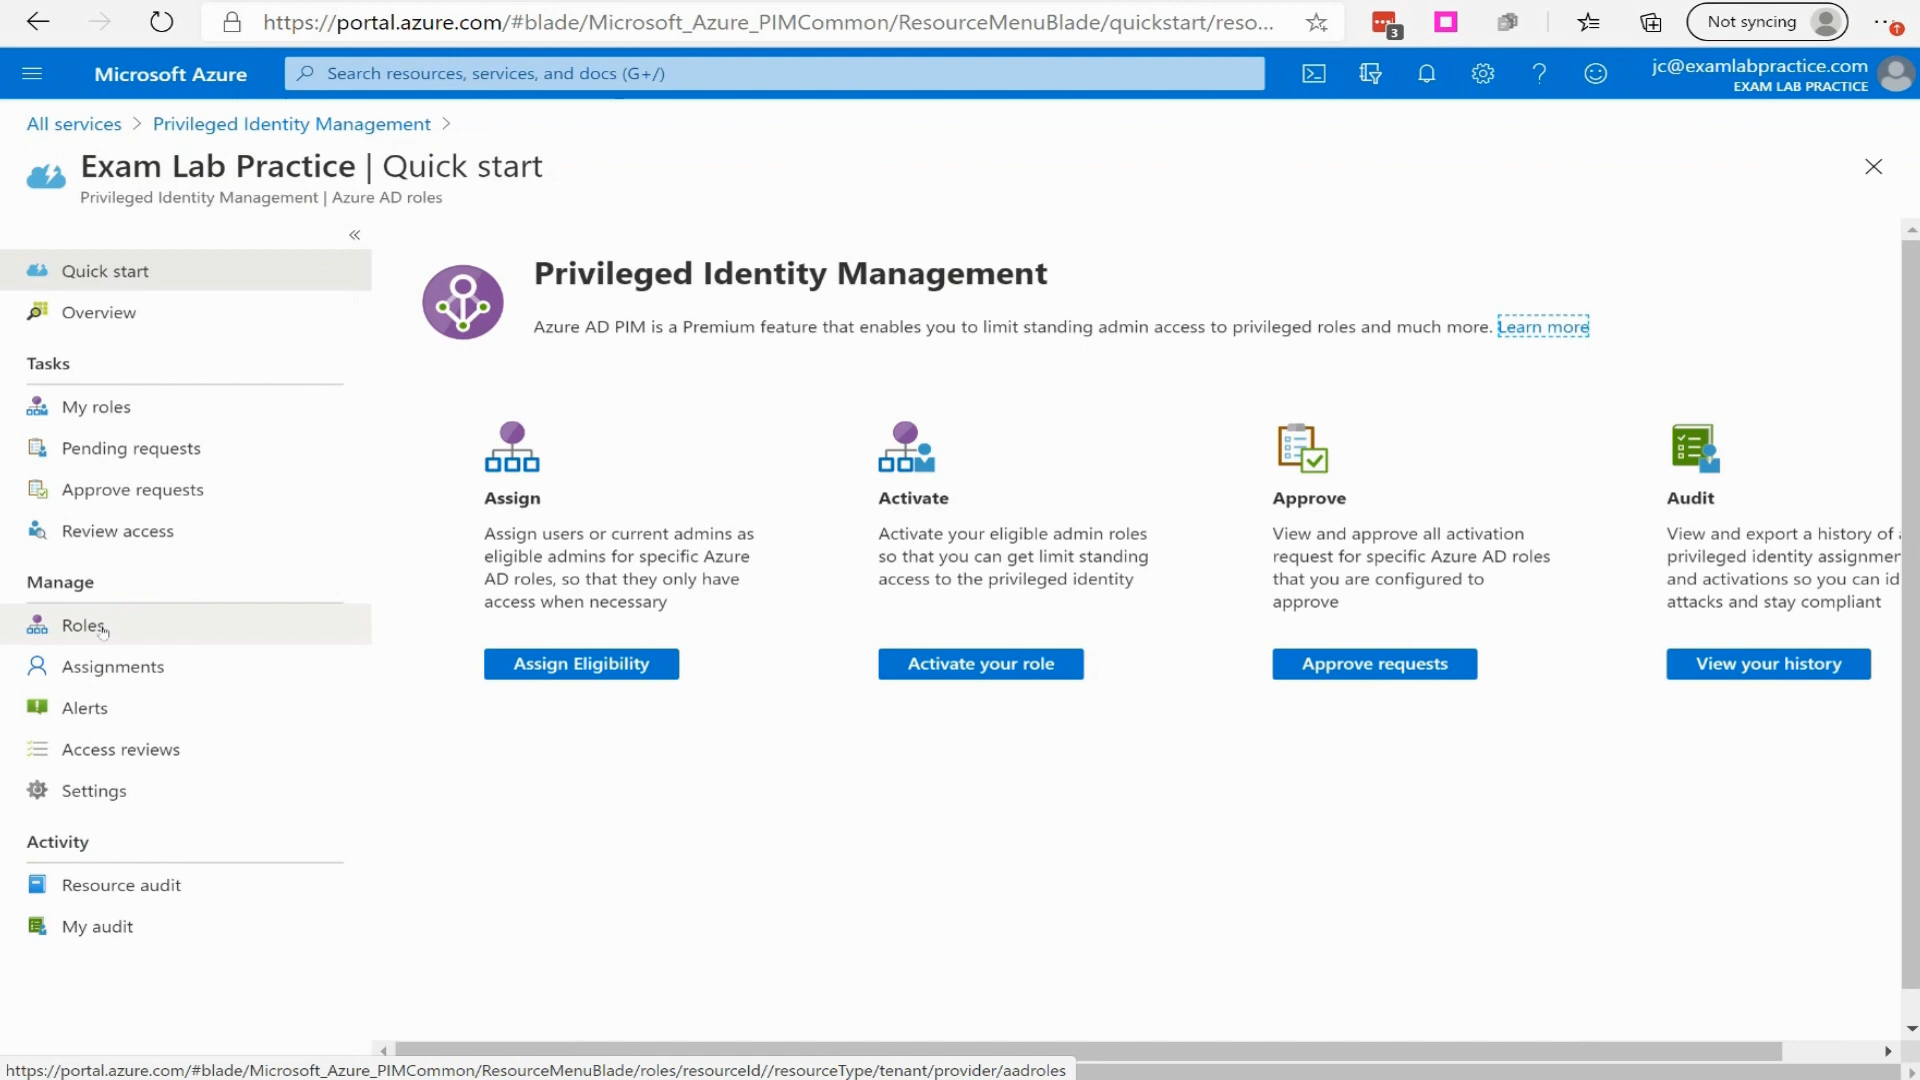 https://portal.azure.com/#blade/Microsoft_Azure_PIMCommon/ResourceMenuBlade/quickstart/reso...
3
Not syncing
Microsoft Azure
Search resources, services, and docs (G+/)
jc@examlabpractice.com
EXAM LAB PRACTICE
All services > Privileged Identity Management >
Exam Lab Practice | Quick start
Privileged Identity Management | Azure AD roles
Quick start
Overview
Tasks
My roles
Pending requests
Approve requests
Review access
Manage
Roles
Assignments
Alerts
Access reviews
Settings
Activity
Resource audit
My audit
Privileged Identity Management
Azure AD PIM is a Premium feature that enables you to limit standing admin access to privileged roles and much more. Learn more
Assign
Assign users or current admins as
eligible admins for specific Azure
AD roles, so that they only have
access when necessary
Assign Eligibility
Activate
Activate your eligible admin roles
so that you can get limit standing
access to the privileged identity
Activate your role
Approve
View and approve all activation
request for specific Azure AD roles
that you are configured to
approve
Approve requests
Audit
View and export a history of
privileged identity
and activations so you can
attacks and stay compliant
View your history
https://portal.azure.com/#blade/Microsoft_Azure_PIMCommon/ResourceMenuBlade/roles/resourceId//resourceType/tenant/provider/aadroles